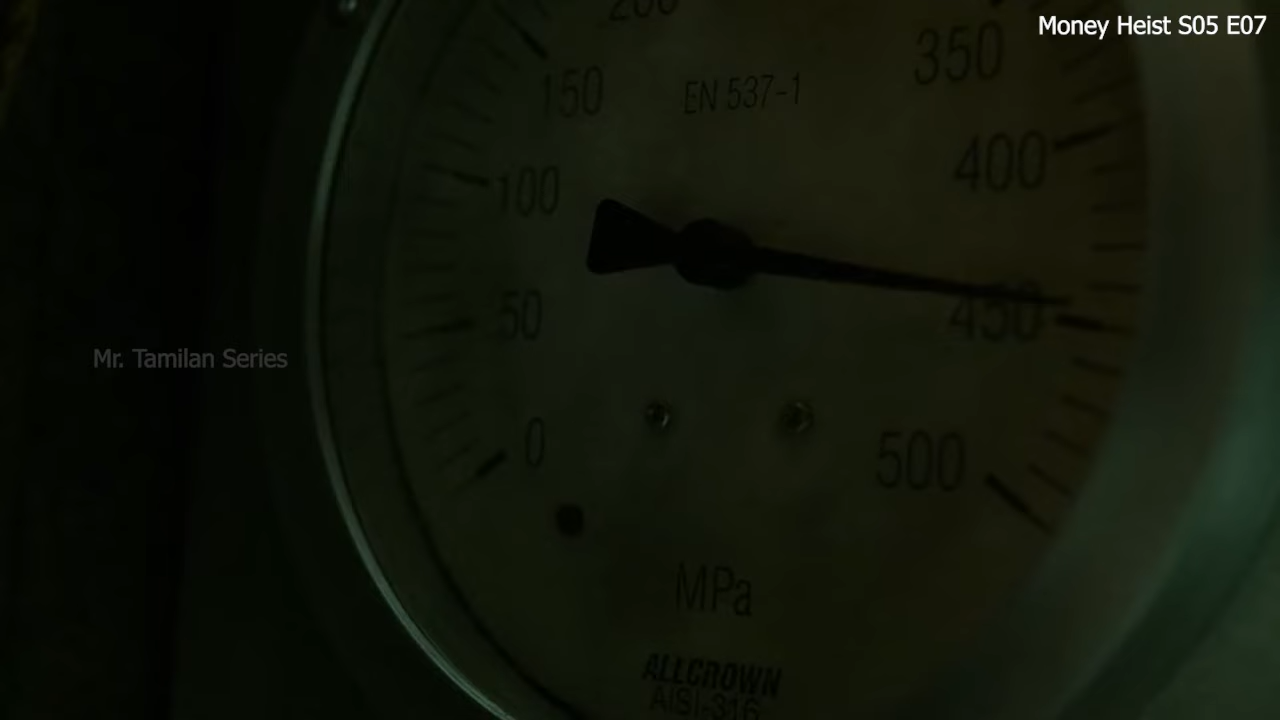 Money Heist S05 E07
200
350
150
EN 537-1
400
100
450
50
Mr. Tamilan Series
0
500
MPa
ALLCROWN
AISI-316